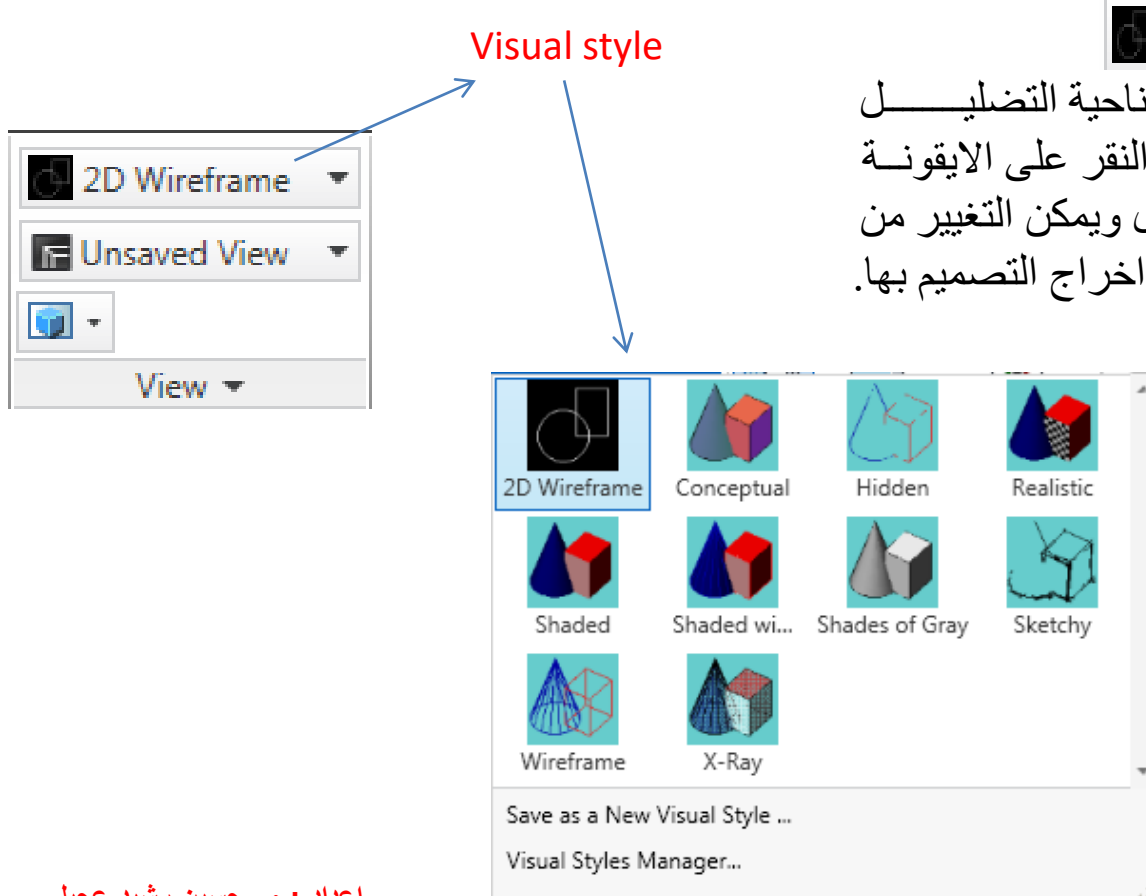 Visual style
ناحية التضليـــــــل
النقر على الايقونــة
ويمكن التغيير من
اخراج التصميم بها.
2D Wireframe
Unsaved View
View
2D Wireframe Conceptual Hidden Realistic
Shaded Shaded wi... Shades of Gray Sketchy
Wireframe X-Ray
Save as a New Visual Style ...
Visual Styles Manager...